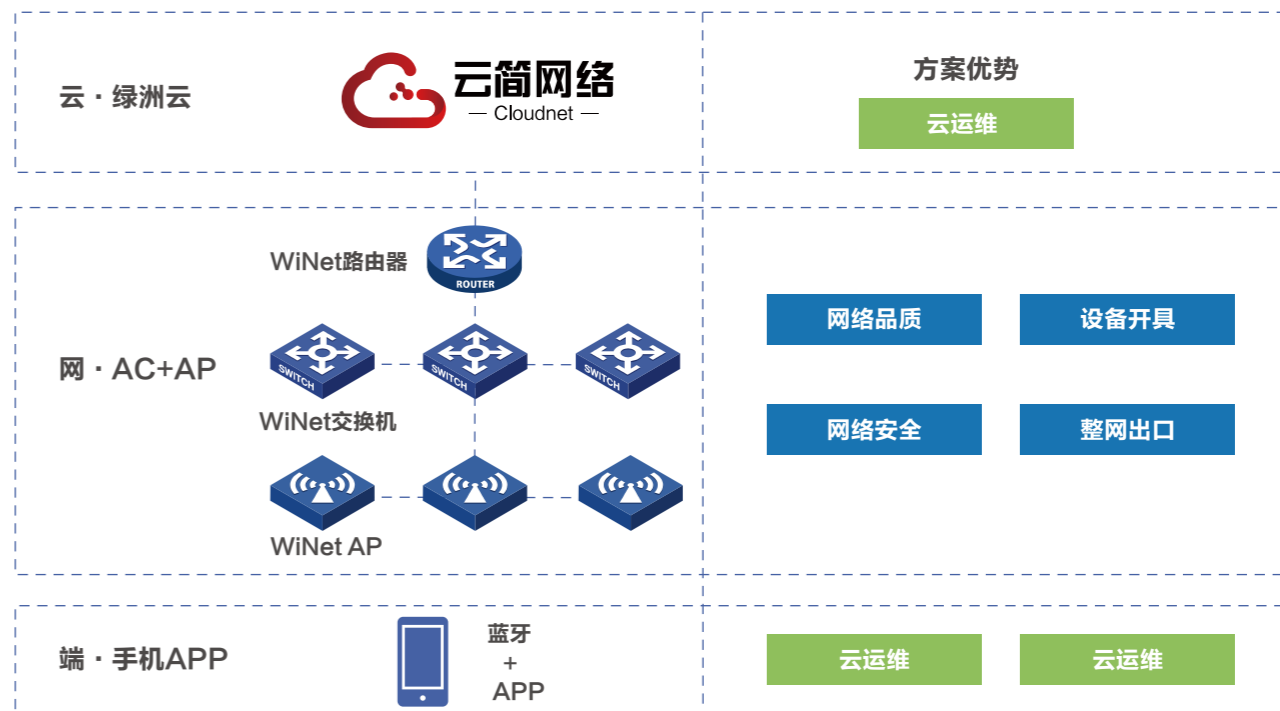 云·绿洲云
云简网络
Cloudnet
方案优势
云运维
WiNet路由器
ROUTER
网·AC+AP
SWITCH
SWITCH
SWITCH
WiNet交换机
WiNet AP
网络品质
设备开具
网络安全
整网出口
端·手机APP
蓝牙
+
APP
云运维
云运维